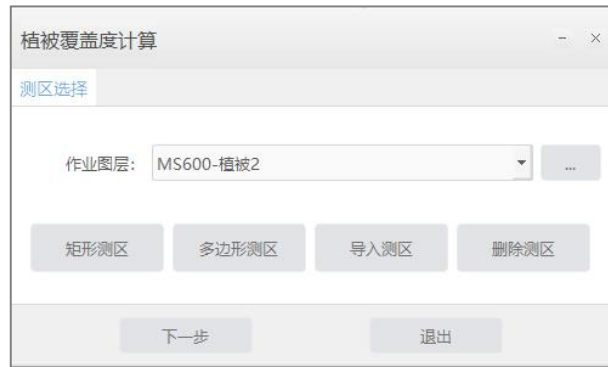 植被覆盖度计算
测区选择
作业图层: MS600-植被2 ...
矩形测区 多边形测区 导入测区 删除测区
下一步 退出